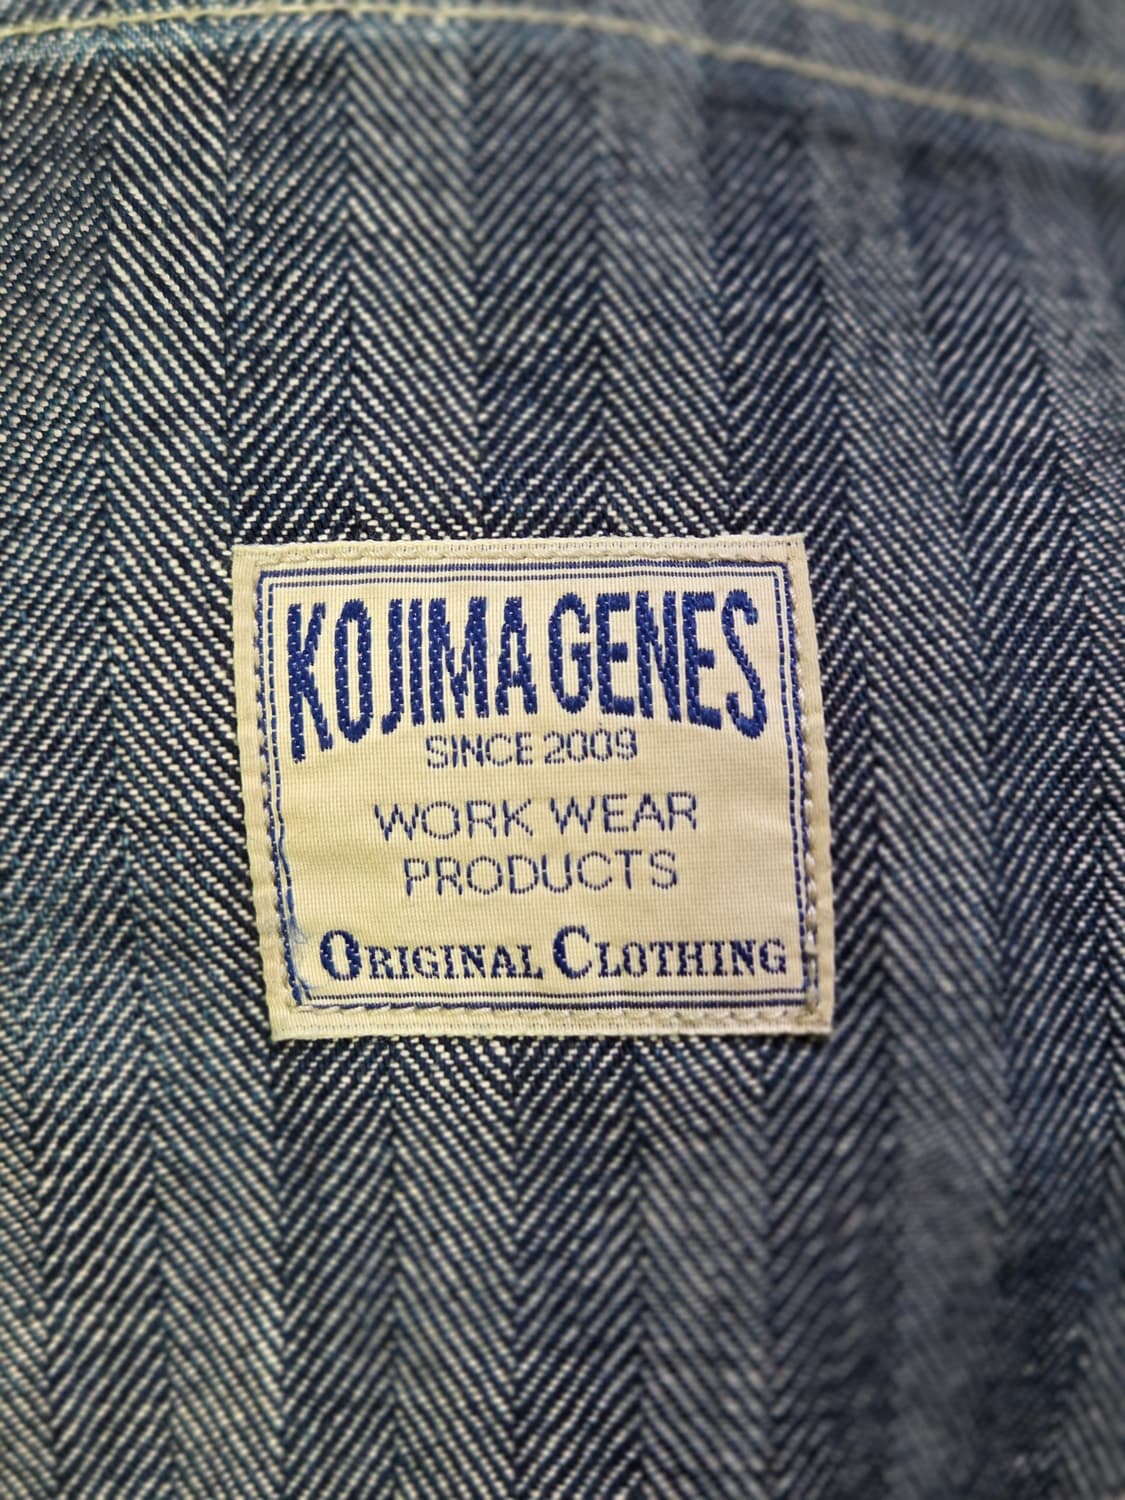 KOJIMA GENES
SINCE 2009
WORK WEAR
PRODUCTS
ORIGINAL CLOTHING